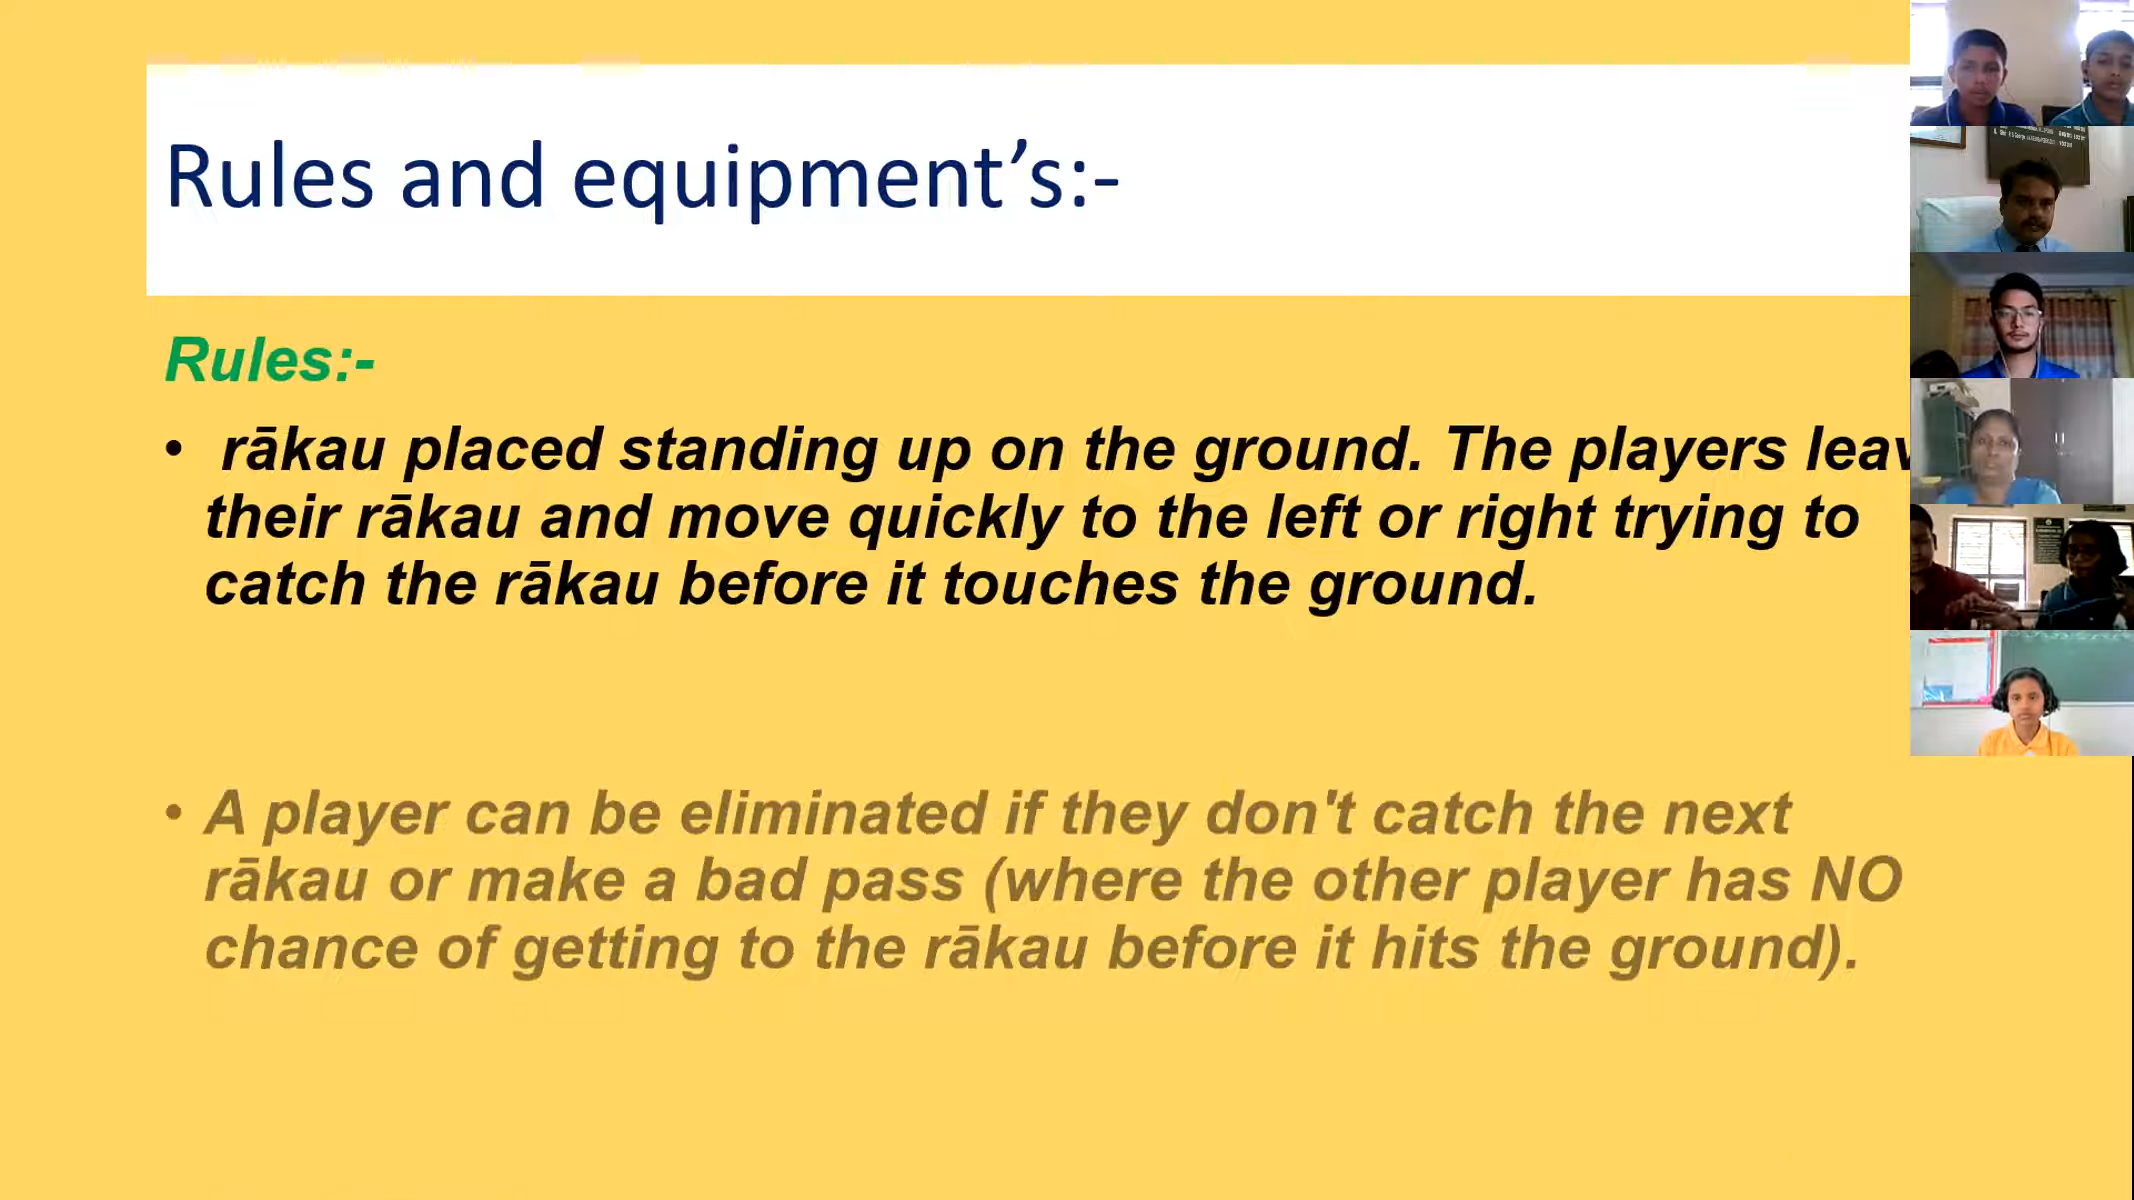 Rules and equipment’s:-
Rules:-
• rākau placed standing up on the ground. The players
their rākau and move quickly to the left or right trying to
catch the rākau before it touches the ground.
• A player can be eliminated if they don't catch the next
rākau or make a bad pass (where the other player has NO
chance of getting to the rākau before it hits the ground).